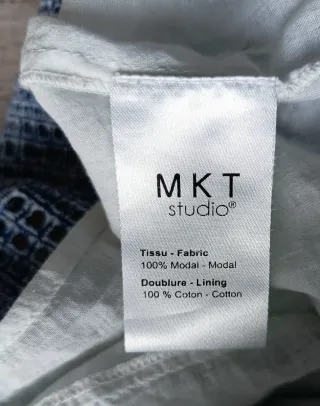 MKT
studio®
Tissu - Fabric
100% Modal - Modal
Doublure - Lining
100 % Coton - Cotton